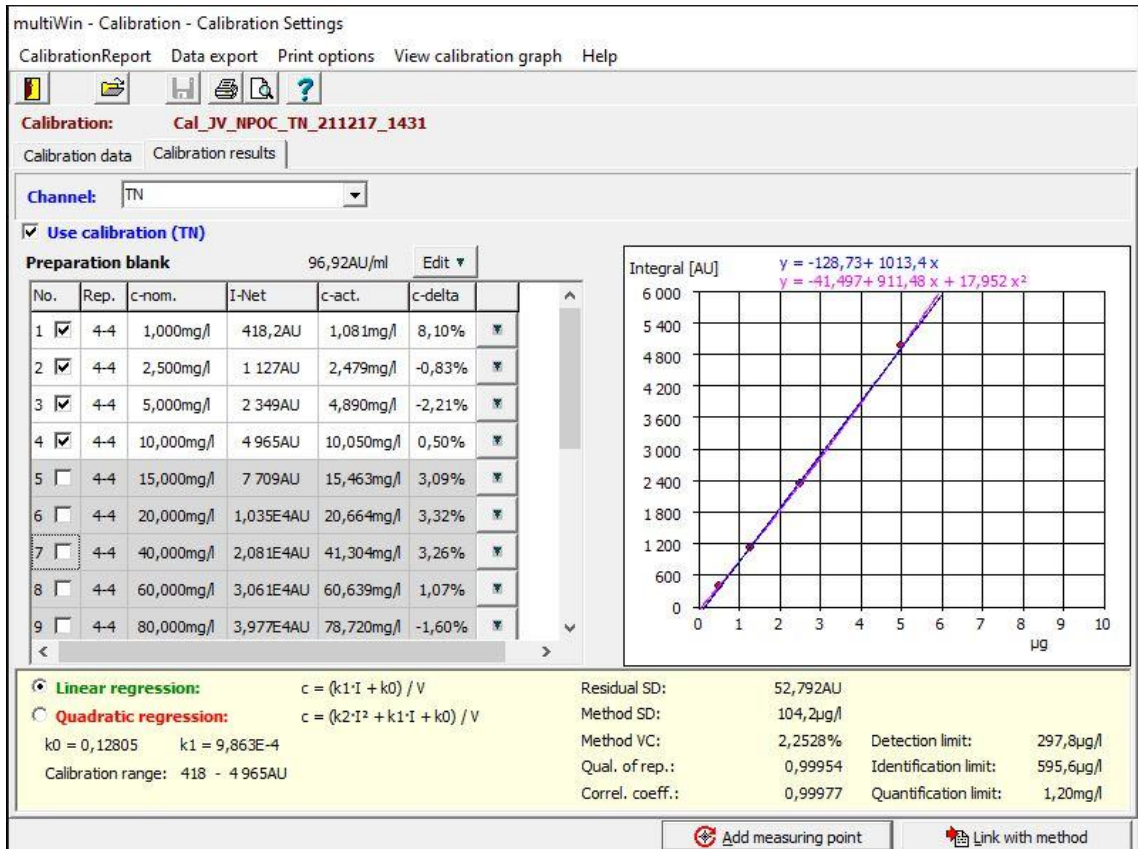 multiWin - Calibration - Calibration Settings
CalibrationReport Data export Print options View calibration graph Help
Calibration: Cal_JV_NPOC_TN_211217_1431
Calibration data Calibration results
Channel: TN
Use calibration (TN)
Preparation blank 96,92AU/ml Edit
No. Rep. c-nom. I-Net c-act. c-delta
1 4-4 1,000mg/l 418,2AU 1,081mg/l 8,10%
2 4-4 2,500mg/l 1 127AU 2,479mg/l -0,83%
3 4-4 5,000mg/l 2 349AU 4,890mg/l -2,21%
4 4-4 10,000mg/l 4 965AU 10,050mg/l 0,50%
5 4-4 15,000mg/l 7 709AU 15,463mg/l 3,09%
6 4-4 20,000mg/l 1,035E4AU 20,664mg/l 3,32%
7 4-4 40,000mg/l 2,081E4AU 41,304mg/l 3,26%
8 4-4 60,000mg/l 3,061E4AU 60,639mg/l 1,07%
9 4-4 80,000mg/l 3,977E4AU 78,720mg/l -1,60%
Integral [AU]
y = -128,73+ 1013,4 x
y = -41,497+ 911,48 x + 17,952 x²
6 000
5 400
4 800
4 200
3 600
3 000
2 400
1 800
1 200
600
0
0 1 2 3 4 5 6 7 8 9 10
µg
Linear regression: c = (k1·I + k0) / V
Quadratic regression: c = (k2·I² + k1·I + k0) / V
k0 = 0,12805 k1 = 9,863E-4
Calibration range: 418 - 4 965AU
Residual SD: 52,792AU
Method SD: 104,2µg/l
Method VC: 2,2528% Detection limit: 297,8µg/l
Qual. of rep.: 0,99954 Identification limit: 595,6µg/l
Correl. coeff.: 0,99977 Quantification limit: 1,20mg/l
Add measuring point Link with method